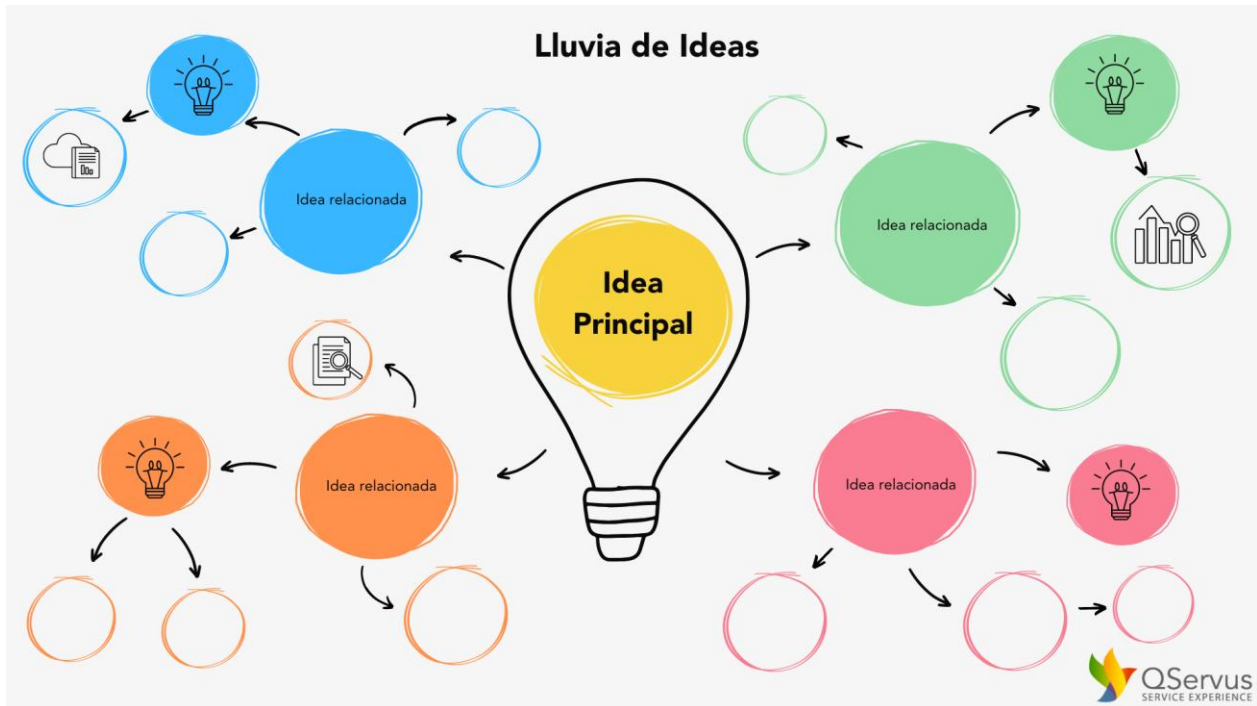 Lluvia de Ideas
Idea relacionada
Idea relacionada
Idea
Principal
Idea relacionada
Idea relacionada
QServus
SERVICE EXPERIENCE